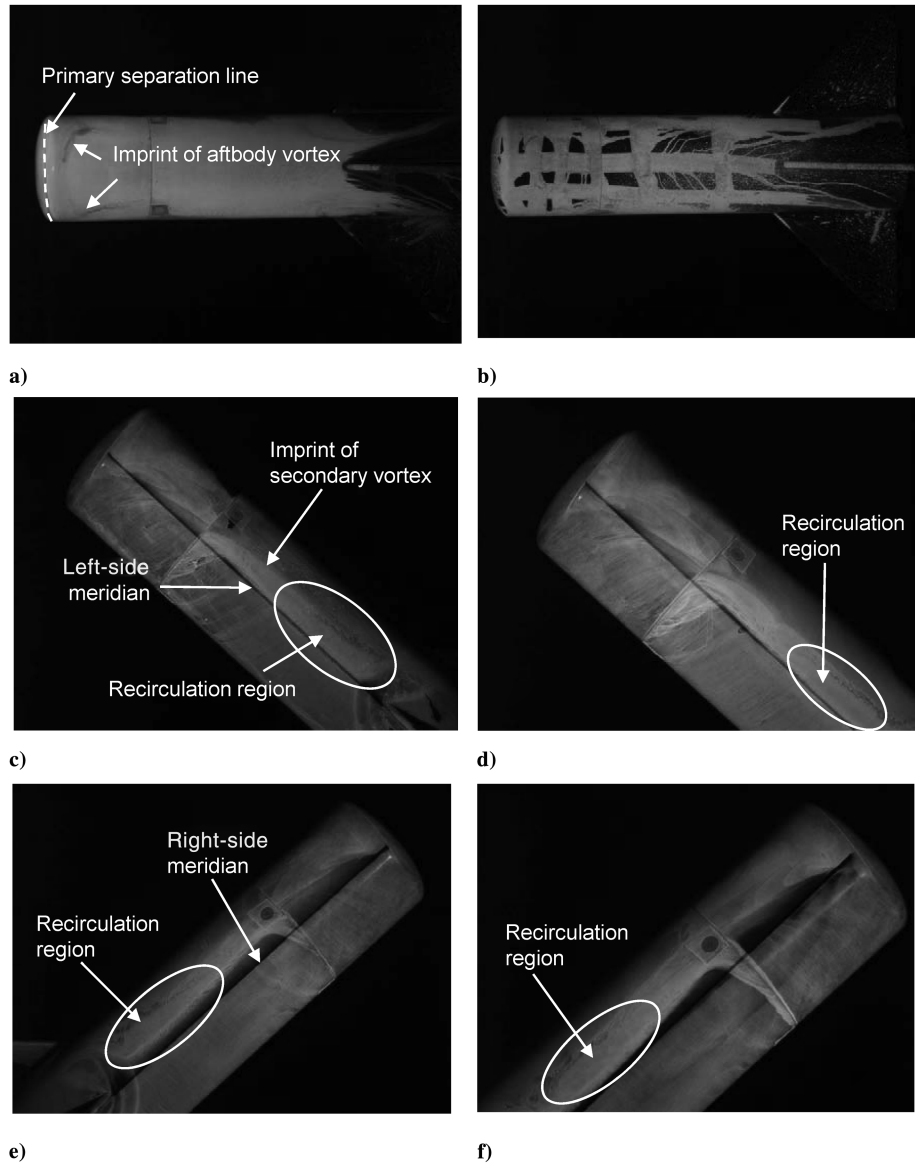 Primary separation line
Imprint of aftbody vortex
a)
b)
Imprint of
secondary vortex
Left-side
meridian
Recirculation region
Recirculation
region
c)
d)
Right-side
meridian
Recirculation
region
Recirculation
region
e)
f)